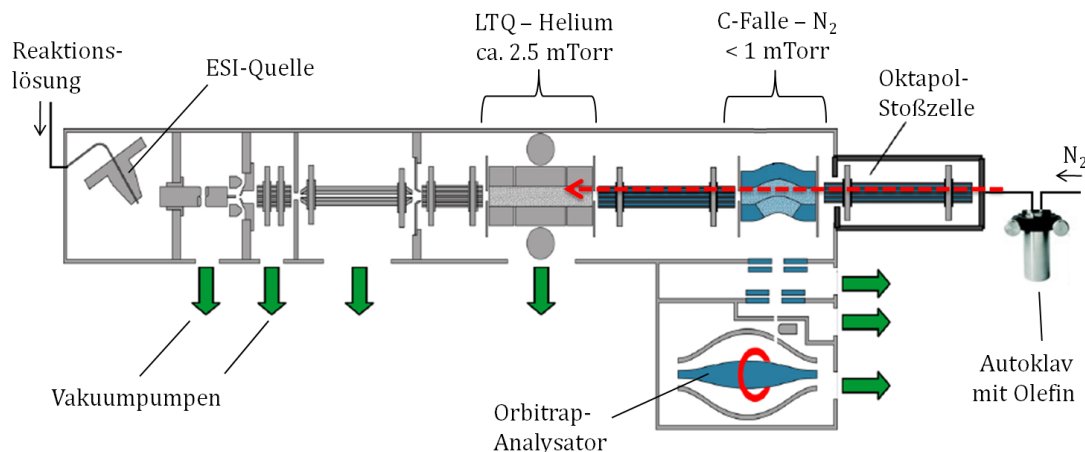 Reaktions-
lösung
ESI-Quelle
LTQ – Helium
ca. 2.5 mTorr
C-Falle – N₂
< 1 mTorr
Oktapol-
Stoßzelle
N₂
Vakuumpumpen
Orbitrap-
Analysator
Autoklav
mit Olefin